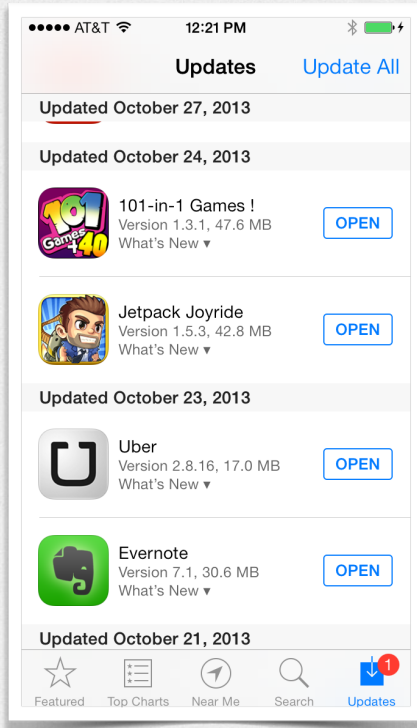 AT&T 12:21 PM
Updates Update All
Updated October 27, 2013
Updated October 24, 2013
101 Games +40
101-in-1 Games !
Version 1.3.1, 47.6 MB
What's New ▾
OPEN
Jetpack Joyride
Version 1.5.3, 42.8 MB
What's New ▾
OPEN
Updated October 23, 2013
U
Uber
Version 2.8.16, 17.0 MB
What's New ▾
OPEN
Evernote
Version 7.1, 30.6 MB
What's New ▾
OPEN
Updated October 21, 2013
1
Featured Top Charts Near Me Search Updates